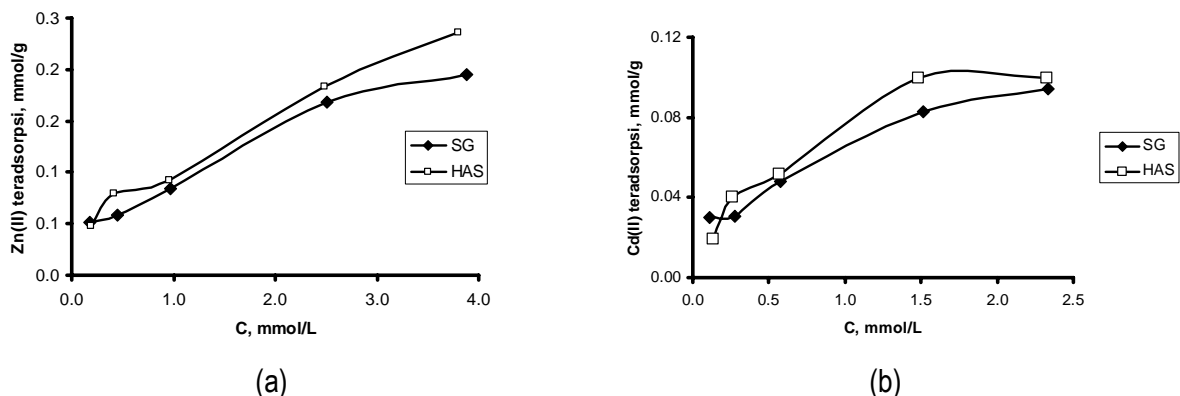 Zn(II) teradsorpsi, mmol/g
0.3
0.2
0.2
0.1
0.1
0.0
0.0 1.0 2.0 3.0 4.0
C, mmol/L
SG
HAS
(a)
Cd(II) teradsorpsi, mmol/g
0.12
0.08
0.04
0.00
0.0 0.5 1.0 1.5 2.0 2.5
C, mmol/L
SG
HAS
(b)